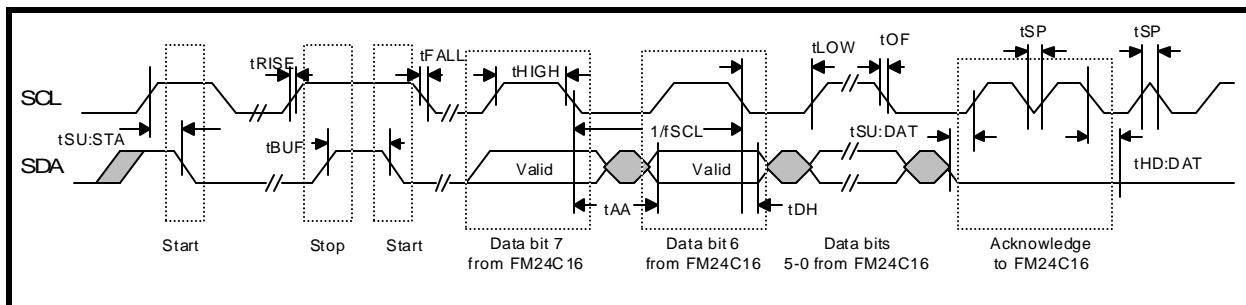 tSP tSP
tRISE tFALL tHIGH tLOW tOF
SCL
tSU:STA 1/fSCL tSU:DAT
tBUF tHD:DAT
SDA Valid Valid
tAA tDH
Start Stop Start Data bit 7 Data bit 6 Data bits Acknowledge
from FM24C16 from FM24C16 5-0 from FM24C16 to FM24C16